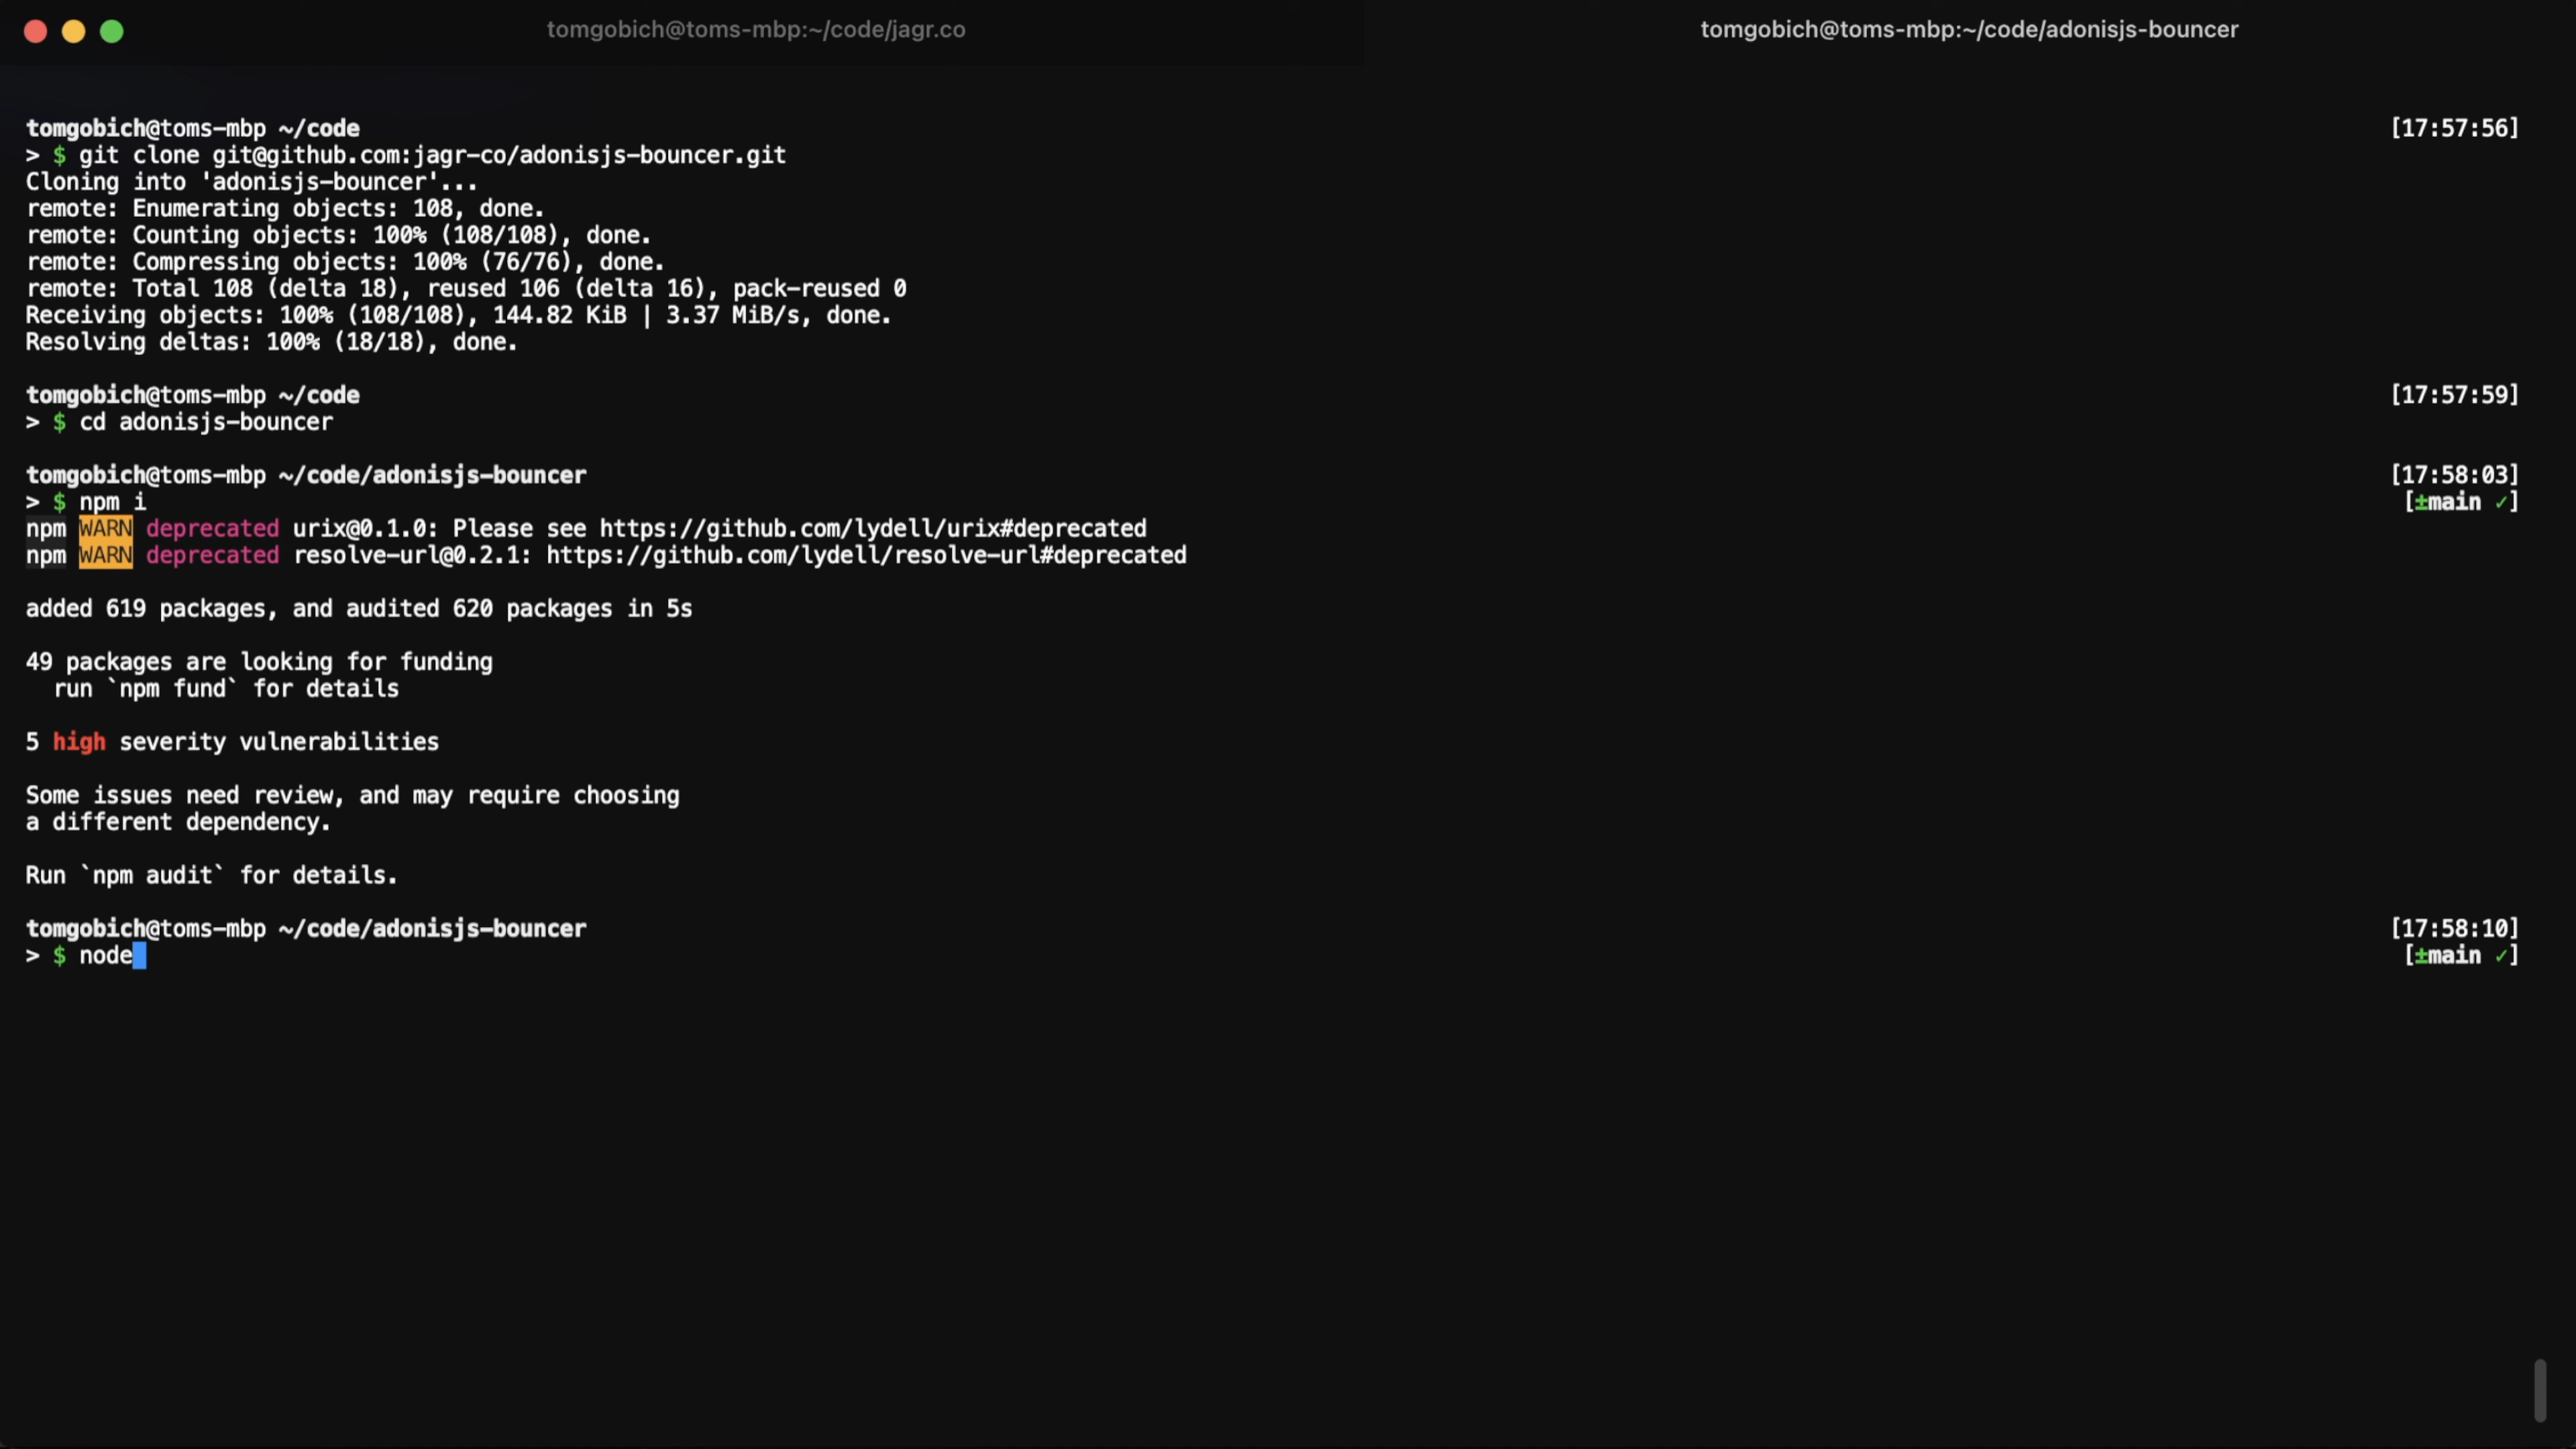 tomgobich@toms-mbp:~/code/jagr.co
tomgobich@toms-mbp:~/code/adonisjs-bouncer
tomgobich@toms-mbp ~/code [17:57:56]
> $ git clone git@github.com:jagr-co/adonisjs-bouncer.git
Cloning into 'adonisjs-bouncer'...
remote: Enumerating objects: 108, done.
remote: Counting objects: 100% (108/108), done.
remote: Compressing objects: 100% (76/76), done.
remote: Total 108 (delta 18), reused 106 (delta 16), pack-reused 0
Receiving objects: 100% (108/108), 144.82 KiB | 3.37 MiB/s, done.
Resolving deltas: 100% (18/18), done.
tomgobich@toms-mbp ~/code [17:57:59]
> $ cd adonisjs-bouncer
tomgobich@toms-mbp ~/code/adonisjs-bouncer [17:58:03]
> $ npm i [±main ✓]
npm WARN deprecated urix@0.1.0: Please see https://github.com/lydell/urix#deprecated
npm WARN deprecated resolve-url@0.2.1: https://github.com/lydell/resolve-url#deprecated
added 619 packages, and audited 620 packages in 5s
49 packages are looking for funding
  run `npm fund` for details
5 high severity vulnerabilities
Some issues need review, and may require choosing
a different dependency.
Run `npm audit` for details.
tomgobich@toms-mbp ~/code/adonisjs-bouncer [17:58:10]
> $ node [±main ✓]